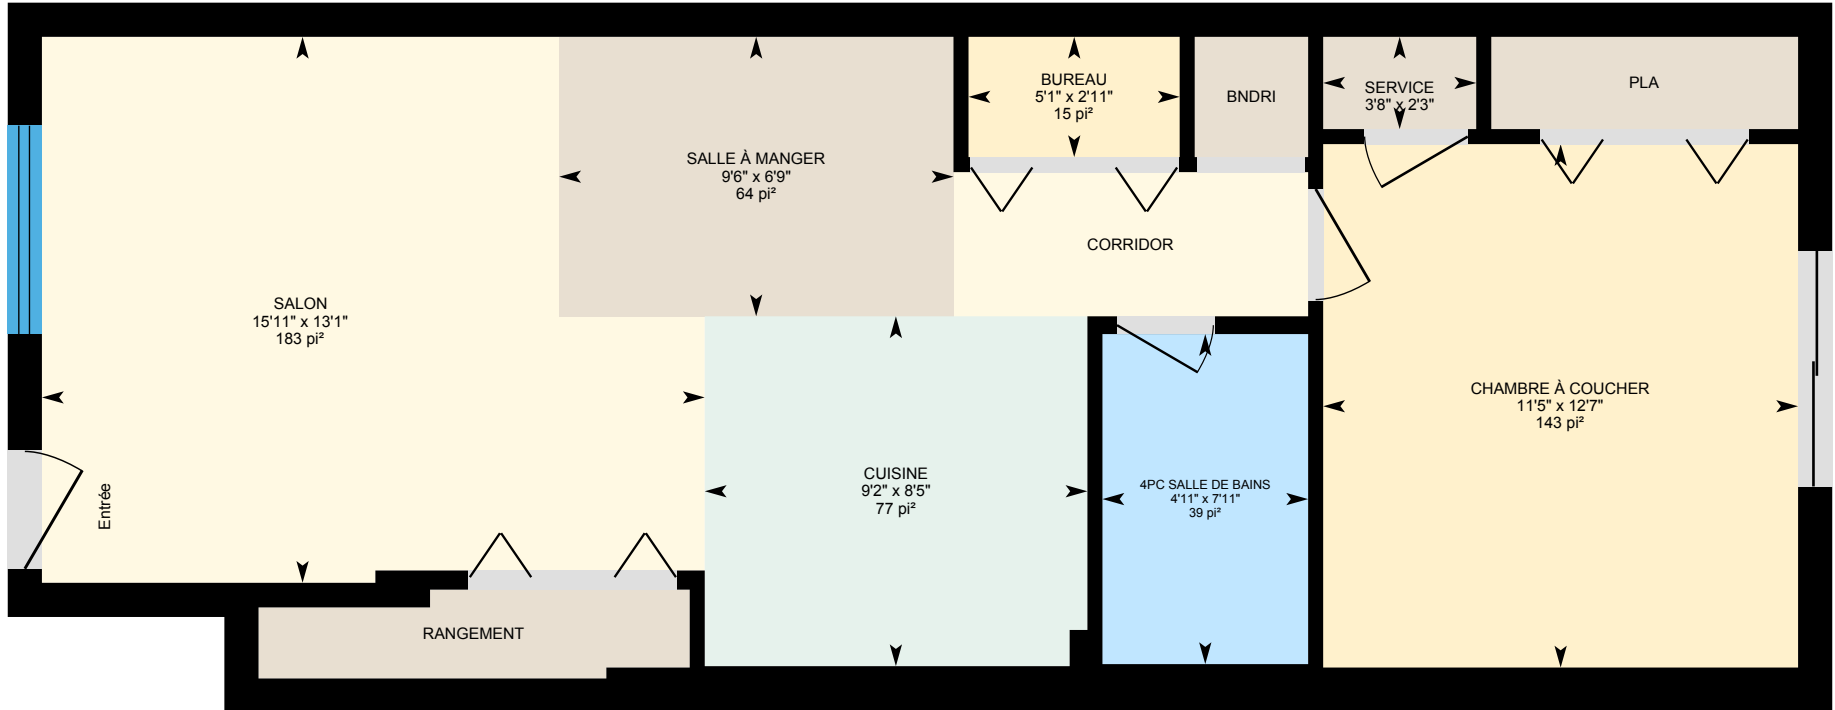 BUREAU
5'1" x 2'11"
15 pi²
BNDRI
SERVICE
3'8" x 2'3"
PLA
SALLE À MANGER
9'6" x 6'9"
64 pi²
CORRIDOR
SALON
15'11" x 13'1"
183 pi²
CHAMBRE À COUCHER
11'5" x 12'7"
143 pi²
CUISINE
9'2" x 8'5"
77 pi²
4PC SALLE DE BAINS
4'11" x 7'11"
39 pi²
Entrée
RANGEMENT